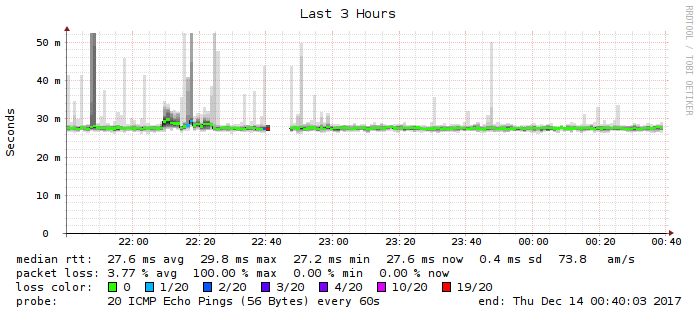 Last 3 Hours
RRDTOOL / TOBI OETIKER
Seconds
50 m
40 m
30 m
20 m
10 m
0
22:00 22:20 22:40 23:00 23:20 23:40 00:00 00:20 00:40
median rtt: 27.6 ms avg 29.8 ms max 27.2 ms min 27.6 ms now 0.4 ms sd 73.8 am/s
packet loss: 3.77 % avg 100.00 % max 0.00 % min 0.00 % now
loss color: 0 1/20 2/20 3/20 4/20 10/20 19/20
probe: 20 ICMP Echo Pings (56 Bytes) every 60s end: Thu Dec 14 00:40:03 2017